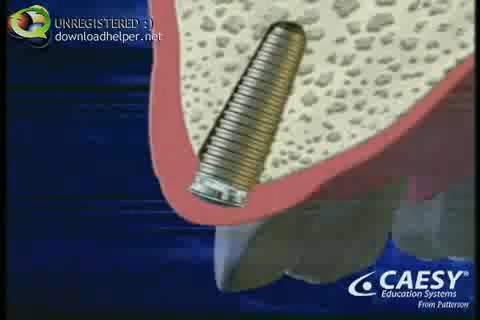 UNREGISTERED :)
downloadhelper.net
CAESY®
Education Systems
From Patterson